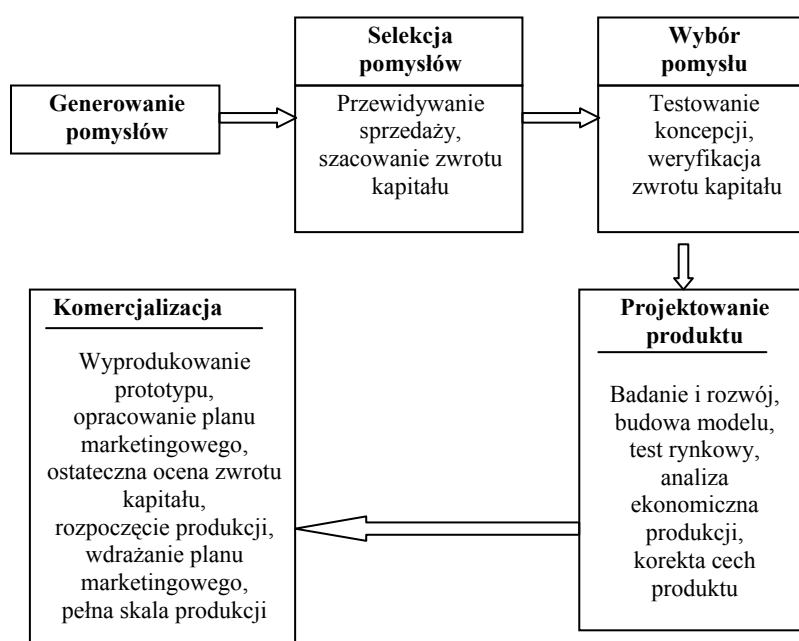 Generowanie
pomysłów
Selekcja
pomysłów
Przewidywanie
sprzedaży,
szacowanie zwrotu
kapitału
Wybór
pomysłu
Testowanie
koncepcji,
weryfikacja
zwrotu kapitału
Projektowanie
produktu
Badanie i rozwój,
budowa modelu,
test rynkowy,
analiza
ekonomiczna
produkcji,
korekta cech
produktu
Komercjalizacja
Wyprodukowanie
prototypu,
opracowanie planu
marketingowego,
ostateczna ocena zwrotu
kapitału,
rozpoczęcie produkcji,
wdrażanie planu
marketingowego,
pełna skala produkcji